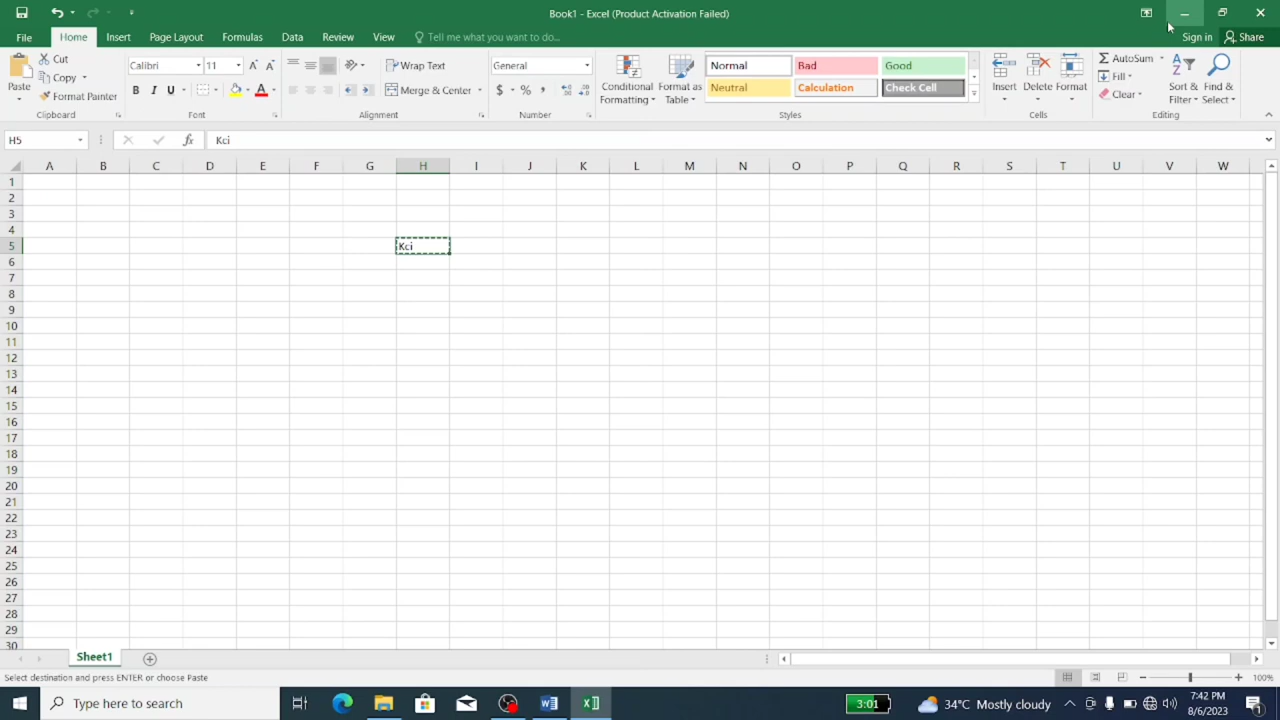 Book1 - Excel (Product Activation Failed)
File Home Insert Page Layout Formulas Data Review View Tell me what you want to do... Sign in Share
Paste Cut Copy Format Painter Clipboard
Calibri 11 A A B I U A Font
Wrap Text Merge & Center Alignment
General $ % , Number
Conditional Formatting Format as Table Normal Bad Good Neutral Calculation Check Cell Styles
Insert Delete Format Cells
AutoSum Fill Clear Sort & Filter Find & Select Editing
H5 fx Kci
A B C D E F G H I J K L M N O P Q R S T U V W
1
2
3
4
5 Kci
6
7
8
9
10
11
12
13
14
15
16
17
18
19
20
21
22
23
24
25
26
27
28
29
30
Sheet1
Select destination and press ENTER or choose Paste 100%
Type here to search 3:01 34°C Mostly cloudy 7:42 PM
8/6/2023 1